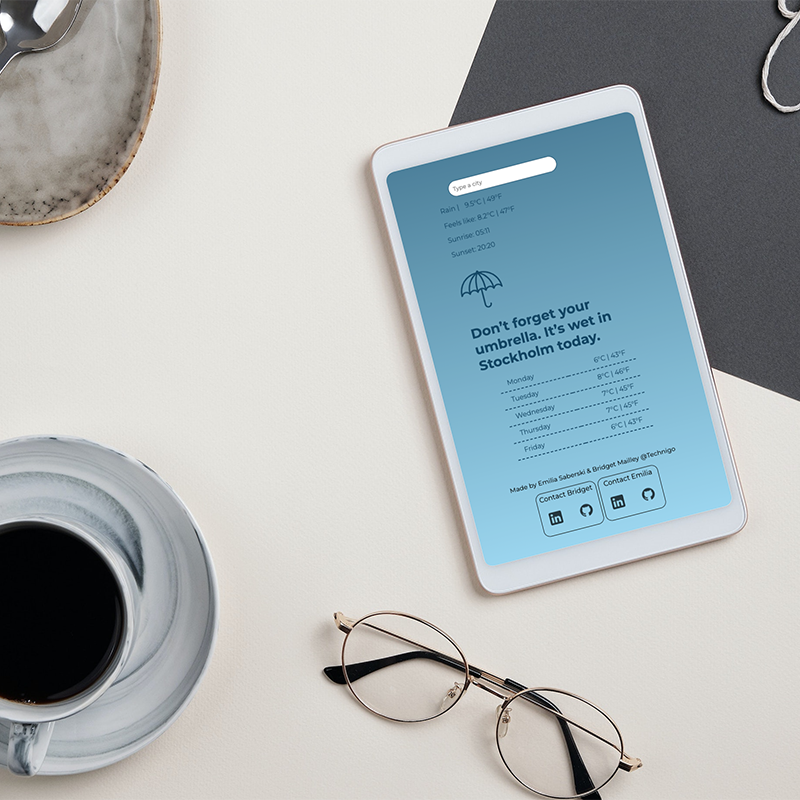 Type a city
Rain | 9.5°C | 49°F
Feels like: 8.2°C | 47°F
Sunrise: 05:11
Sunset: 20:20
Don't forget your
umbrella. It's wet in
Stockholm today.
Monday 6°C | 43°F
Tuesday 8°C | 46°F
Wednesday 7°C | 45°F
Thursday 7°C | 45°F
Friday 6°C | 43°F
Made by Emilia Saberski & Bridget Mailley @Technigo
Contact Bridget Contact Emilia
in in